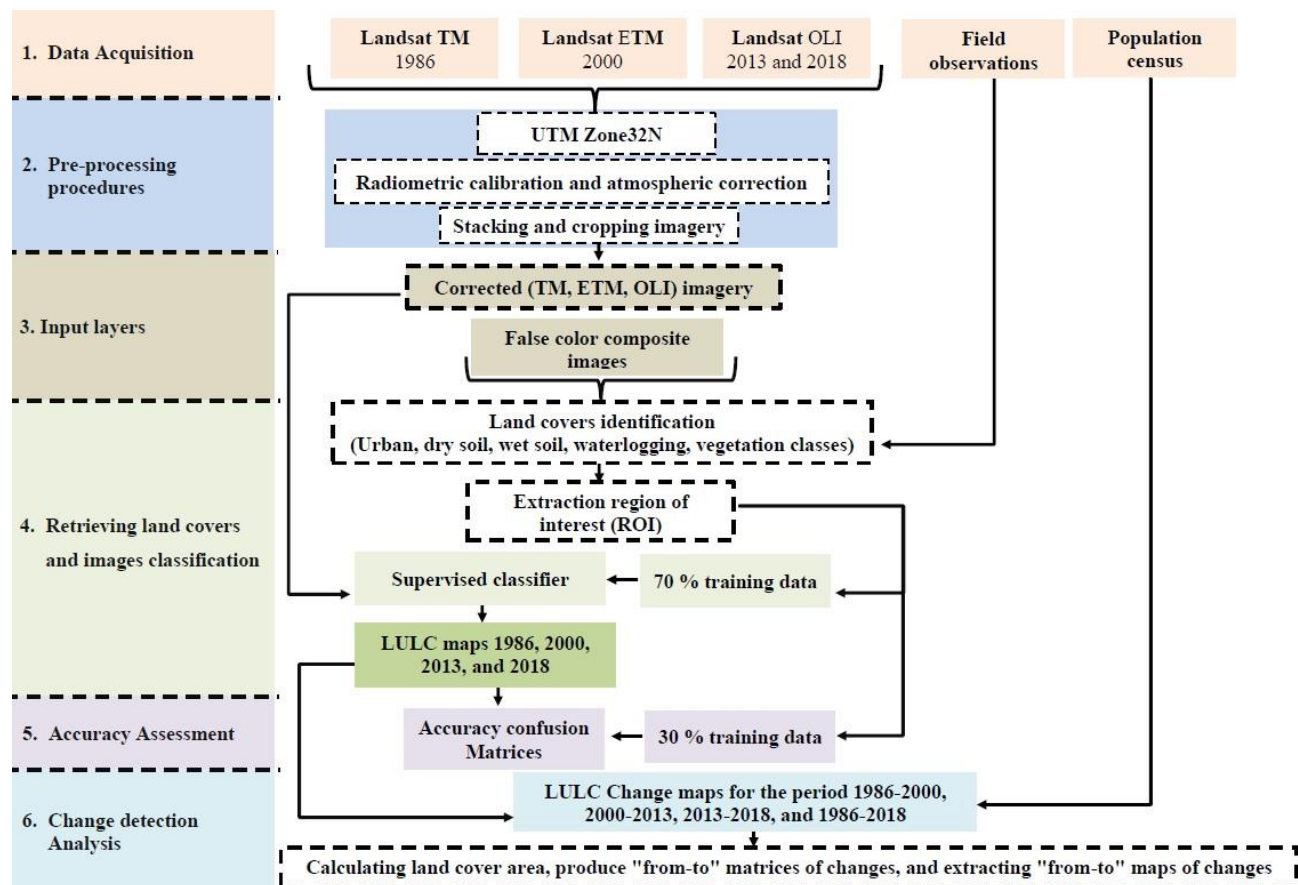 1. Data Acquisition
Landsat TM
1986
Landsat ETM
2000
Landsat OLI
2013 and 2018
Field
observations
Population
census
2. Pre-processing
procedures
UTM Zone32N
Radiometric calibration and atmospheric correction
Stacking and cropping imagery
3. Input layers
Corrected (TM, ETM, OLI) imagery
False color composite
images
4. Retrieving land covers
and images classification
Land covers identification
(Urban, dry soil, wet soil, waterlogging, vegetation classes)
Extraction region of
interest (ROI)
Supervised classifier
70 % training data
LULC maps 1986, 2000,
2013, and 2018
5. Accuracy Assessment
Accuracy confusion
Matrices
30 % training data
6. Change detection
Analysis
LULC Change maps for the period 1986-2000,
2000-2013, 2013-2018, and 1986-2018
Calculating land cover area, produce "from-to" matrices of changes, and extracting "from-to" maps of changes